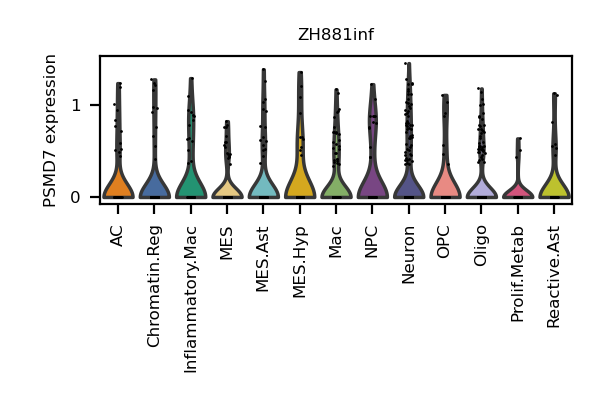 ZH881inf
PSMD7 expression
1
0
AC
Chromatin.Reg
Inflammatory.Mac
MES
MES.Ast
MES.Hyp
Mac
NPC
Neuron
OPC
Oligo
Prolif.Metab
Reactive.Ast